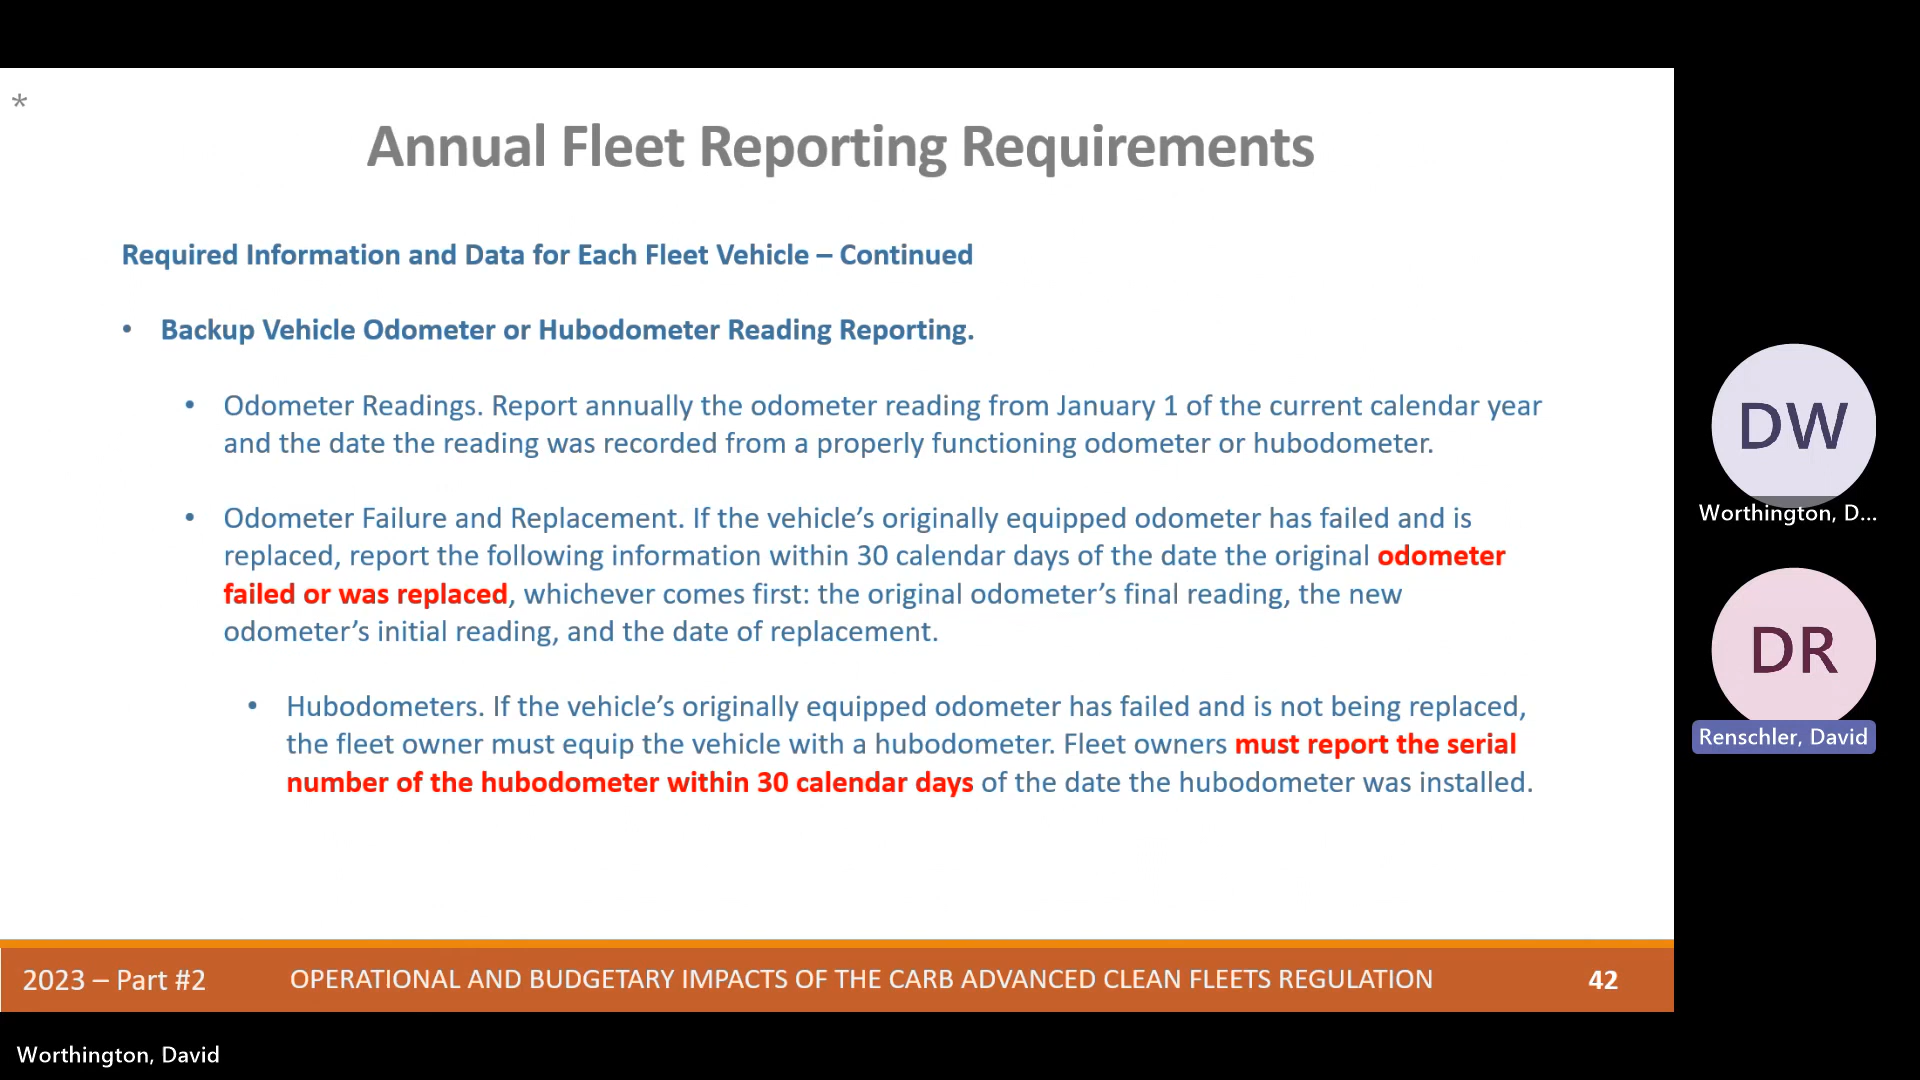 *
Annual Fleet Reporting Requirements
Required Information and Data for Each Fleet Vehicle – Continued
• Backup Vehicle Odometer or Hubodometer Reading Reporting.
• Odometer Readings. Report annually the odometer reading from January 1 of the current calendar year
and the date the reading was recorded from a properly functioning odometer or hubodometer.
• Odometer Failure and Replacement. If the vehicle’s originally equipped odometer has failed and is
replaced, report the following information within 30 calendar days of the date the original odometer
failed or was replaced, whichever comes first: the original odometer’s final reading, the new
odometer’s initial reading, and the date of replacement.
• Hubodometers. If the vehicle’s originally equipped odometer has failed and is not being replaced,
the fleet owner must equip the vehicle with a hubodometer. Fleet owners must report the serial
number of the hubodometer within 30 calendar days of the date the hubodometer was installed.
2023 – Part #2 OPERATIONAL AND BUDGETARY IMPACTS OF THE CARB ADVANCED CLEAN FLEETS REGULATION 42
DW
Worthington, D...
DR
Renschler, David
Worthington, David